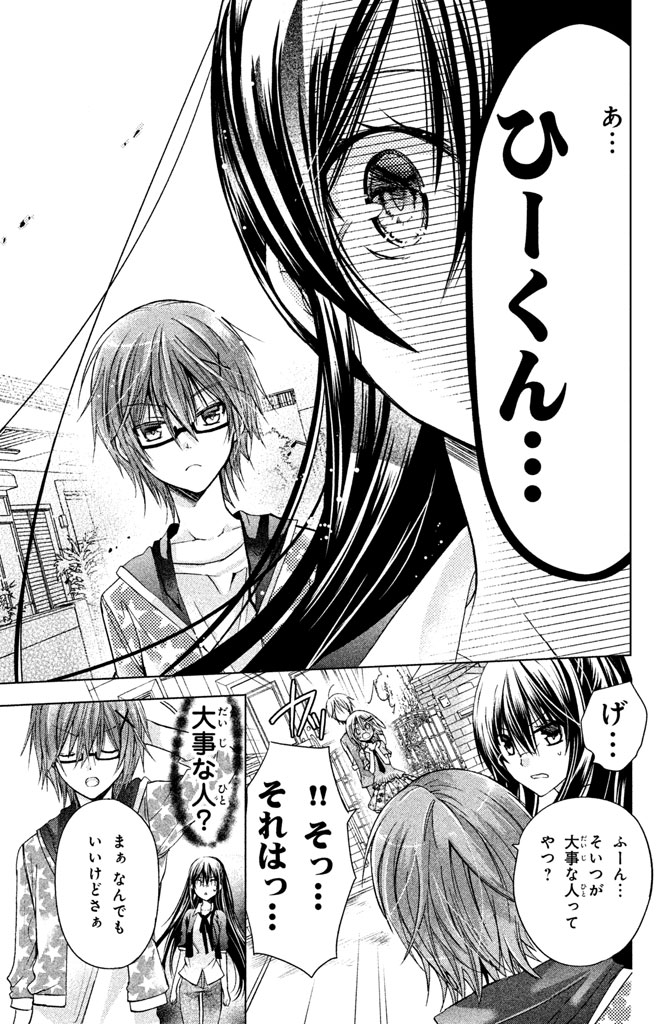 あ…
ひーくん…
げ…
ふーん…
そいつが
大事な人って
やつ?
カッ
!!そっ…
それはっ…
大事な人?
まぁ なんでも
いいけどさぁ